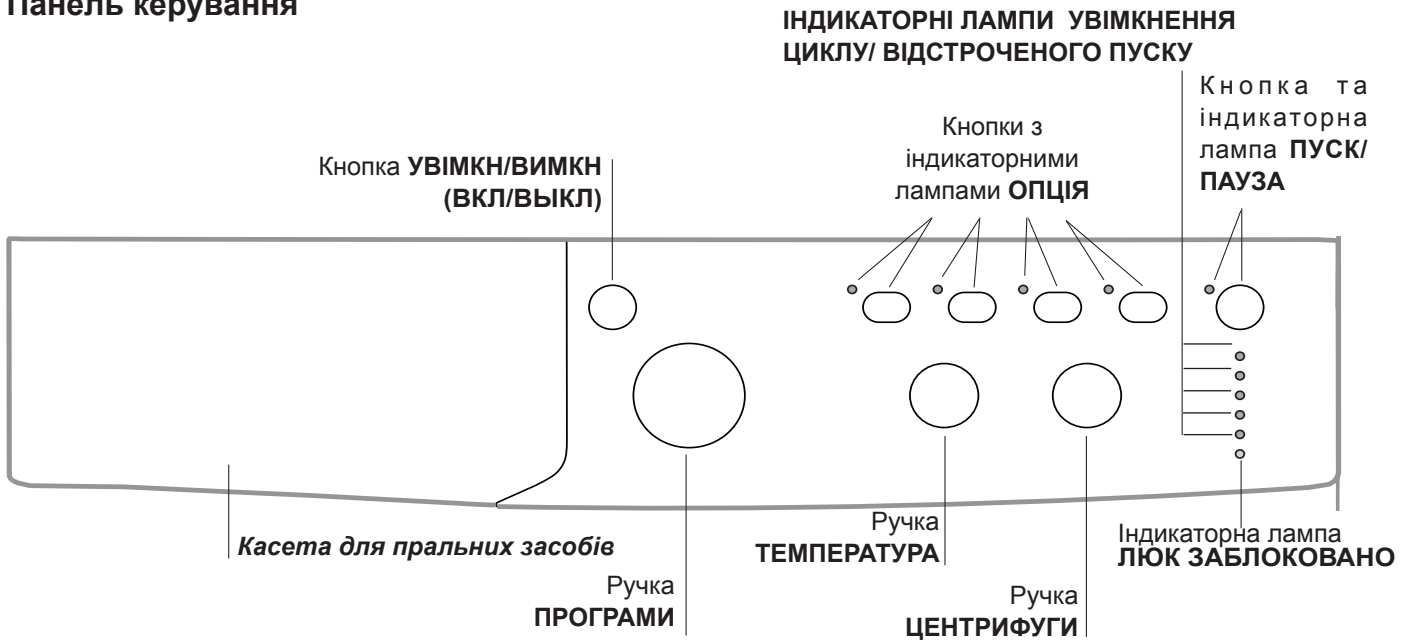 Панель керування
ІНДИКАТОРНІ ЛАМПИ УВІМКНЕННЯ
ЦИКЛУ/ ВІДСТРОЧЕНОГО ПУСКУ
Кнопка та
індикаторна
лампа ПУСК/
ПАУЗА
Кнопки з
індикаторними
лампами ОПЦІЯ
Кнопка УВІМКН/ВИМКН
(ВКЛ/ВЫКЛ)
Касета для пральних засобів
Ручка
ПРОГРАМИ
Ручка
ТЕМПЕРАТУРА
Ручка
ЦЕНТРИФУГИ
Індикаторна лампа
ЛЮК ЗАБЛОКОВАНО